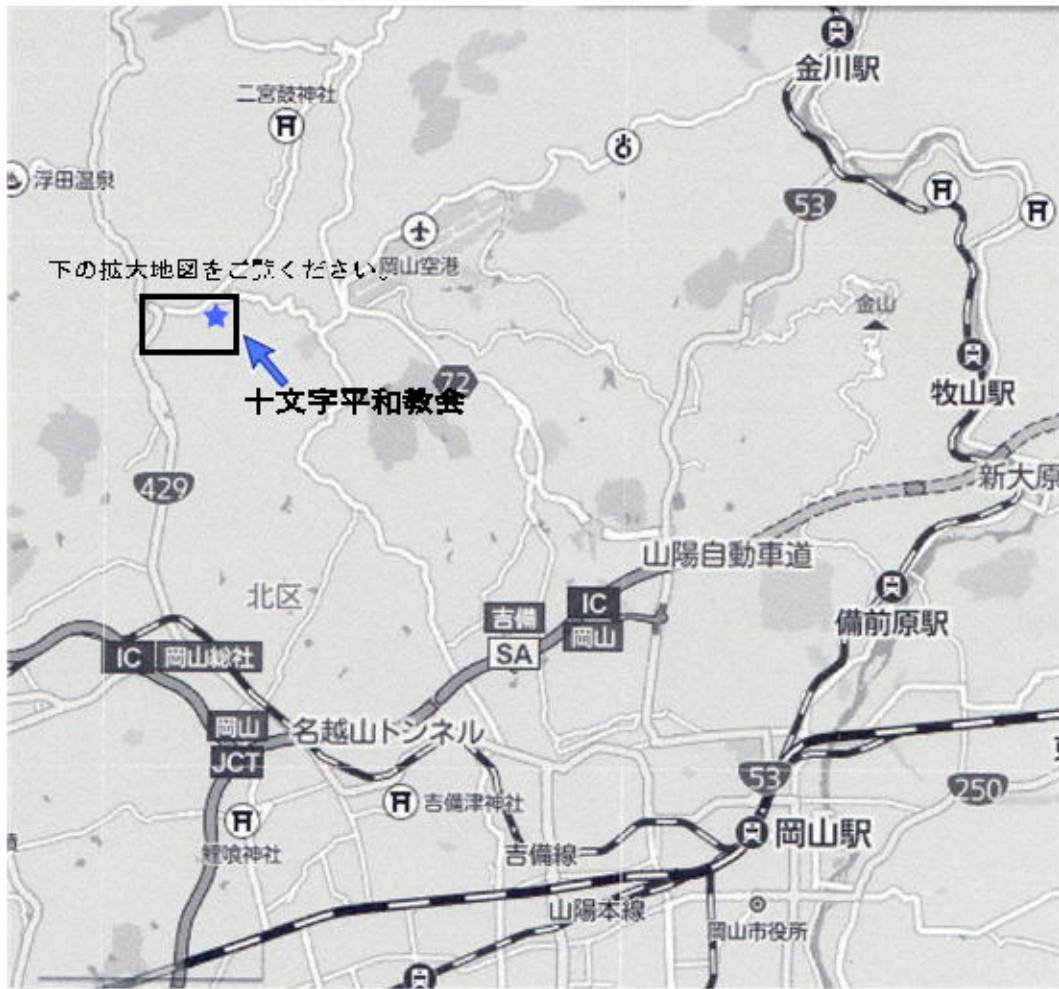 金川駅
二宮鼓神社
浮田温泉
53
岡山空港
下の拡大地図をご覧ください。
金山
72
十文字平和教会
牧山駅
429
新大原
山陽自動車道
北区
吉備
SA
IC
岡山
備前原駅
IC
岡山総社
岡山
JCT
名越山トンネル
53
250
吉備津神社
鯉喰神社
岡山駅
吉備線
山陽本線
岡山市役所